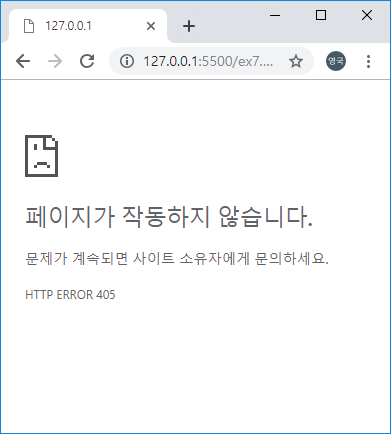 127.0.0.1
127.0.0.1:5500/ex7....
영국
페이지가 작동하지 않습니다.
문제가 계속되면 사이트 소유자에게 문의하세요.
HTTP ERROR 405